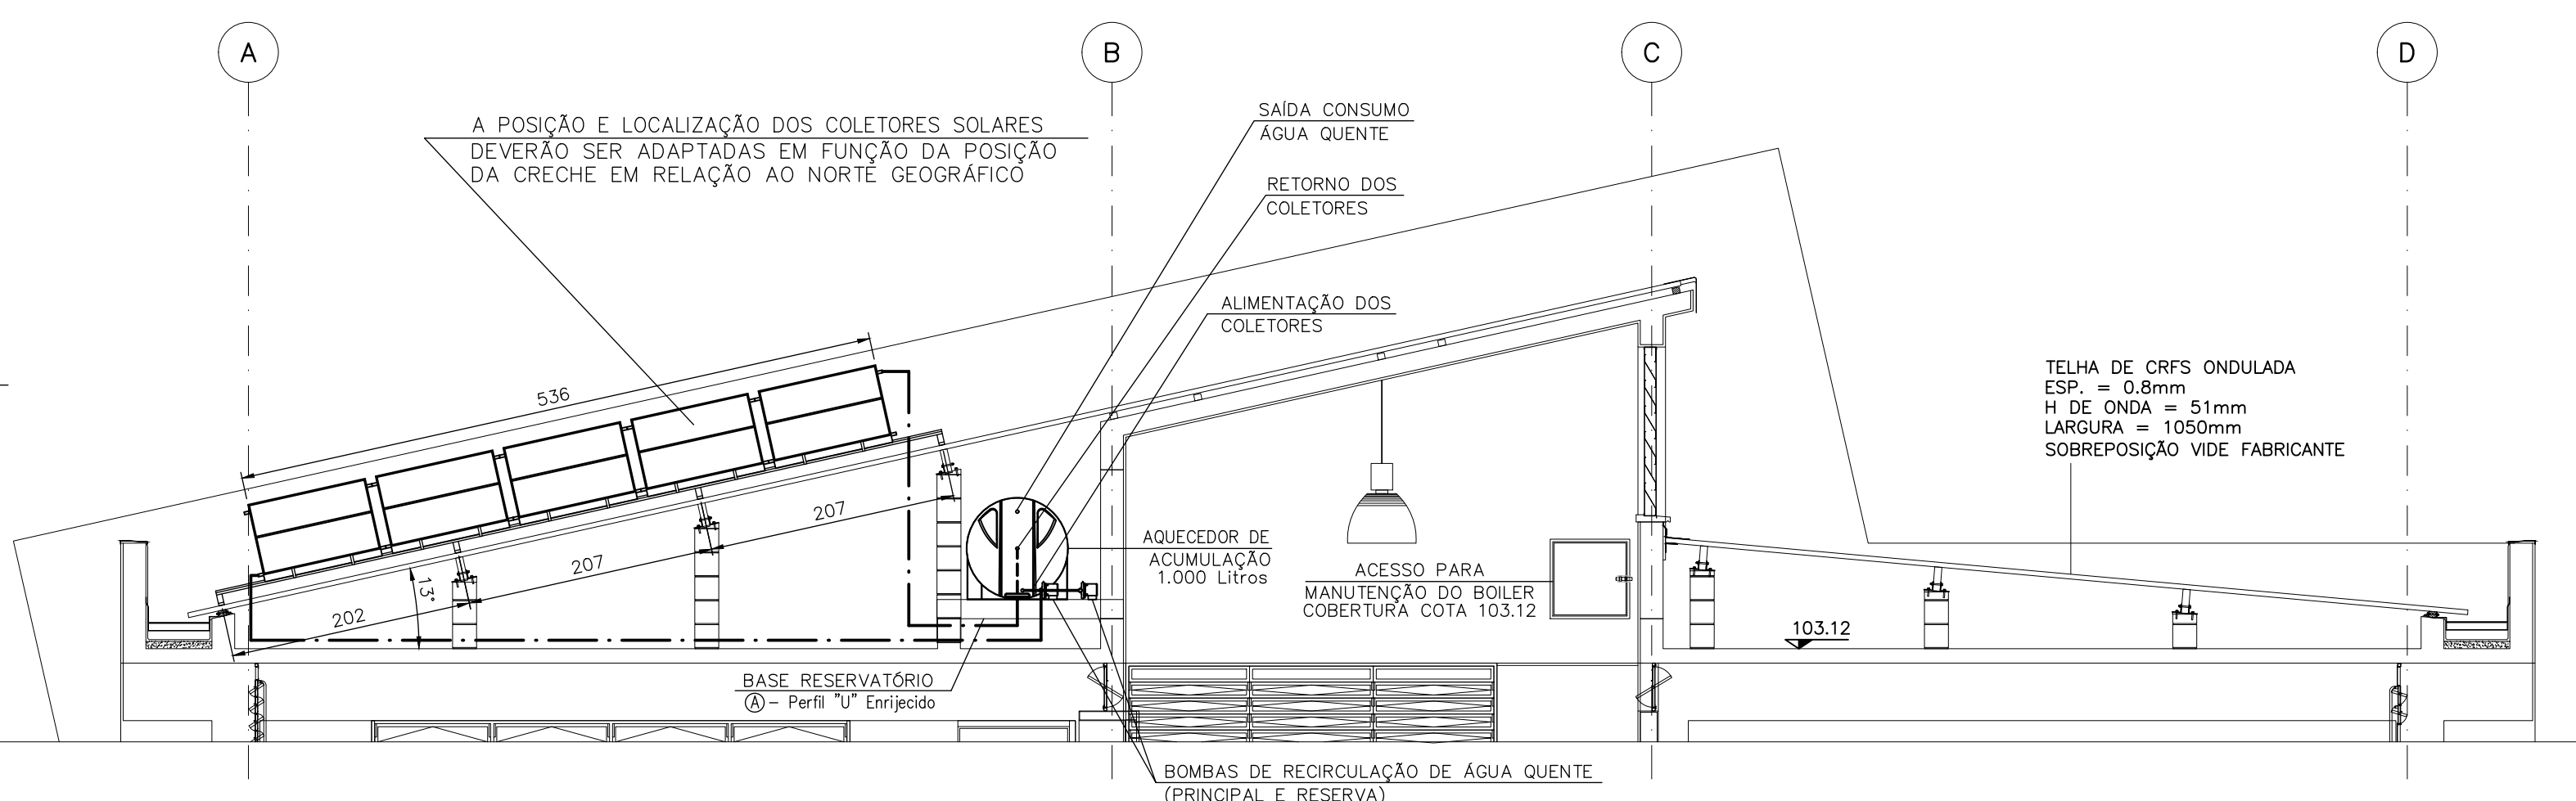 A
B
C
D
A POSIÇÃO E LOCALIZAÇÃO DOS COLETORES SOLARES
DEVERÃO SER ADAPTADAS EM FUNÇÃO DA POSIÇÃO
DA CRECHE EM RELAÇÃO AO NORTE GEOGRÁFICO
SAÍDA CONSUMO
ÁGUA QUENTE
RETORNO DOS
COLETORES
ALIMENTAÇÃO DOS
COLETORES
536
207
207
202
13°
AQUECEDOR DE
ACUMULAÇÃO
1.000 Litros
ACESSO PARA
MANUTENÇÃO DO BOILER
COBERTURA COTA 103.12
TELHA DE CRFS ONDULADA
ESP. = 0.8mm
H DE ONDA = 51mm
LARGURA = 1050mm
SOBREPOSIÇÃO VIDE FABRICANTE
103.12
BASE RESERVATÓRIO
A - Perfil "U" Enrijecido
BOMBAS DE RECIRCULAÇÃO DE ÁGUA QUENTE
(PRINCIPAL E RESERVA)